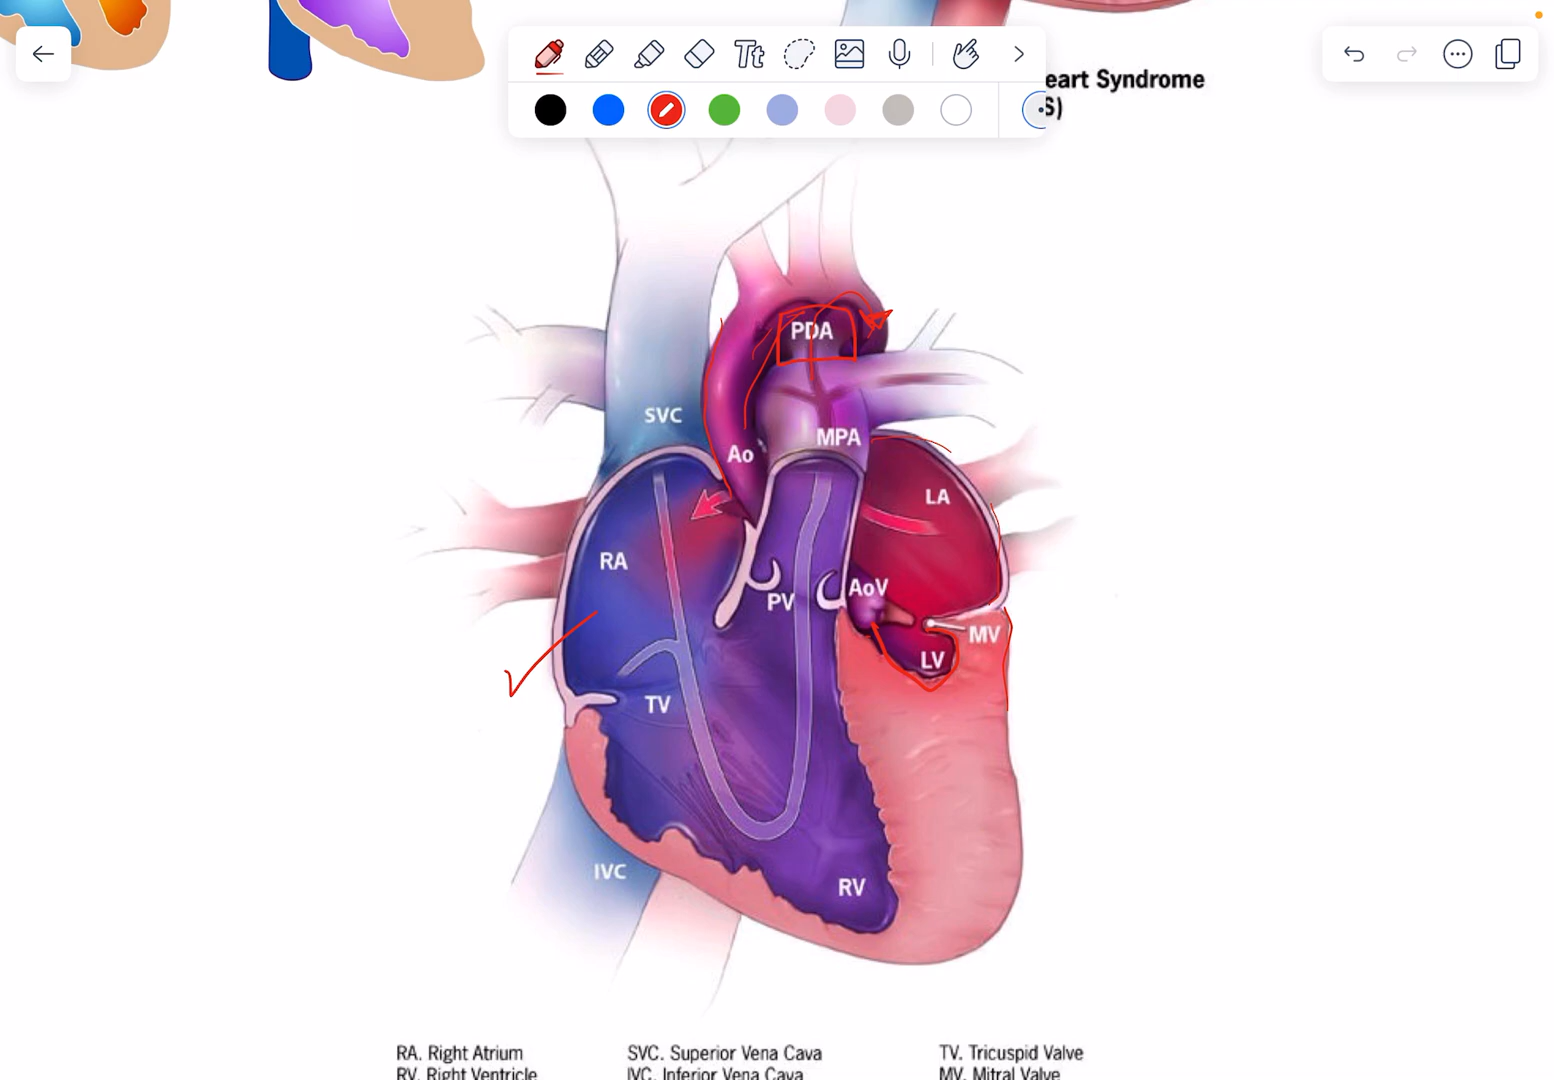 Tt
eart Syndrome
S)
PDA
SVC
MPA
Ao
LA
RA
AoV
PV
MV
LV
TV
IVC
RV
RA. Right Atrium
SVC. Superior Vena Cava
TV. Tricuspid Valve
RV. Right Ventricle
IVC. Inferior Vena Cava
MV. Mitral Valve